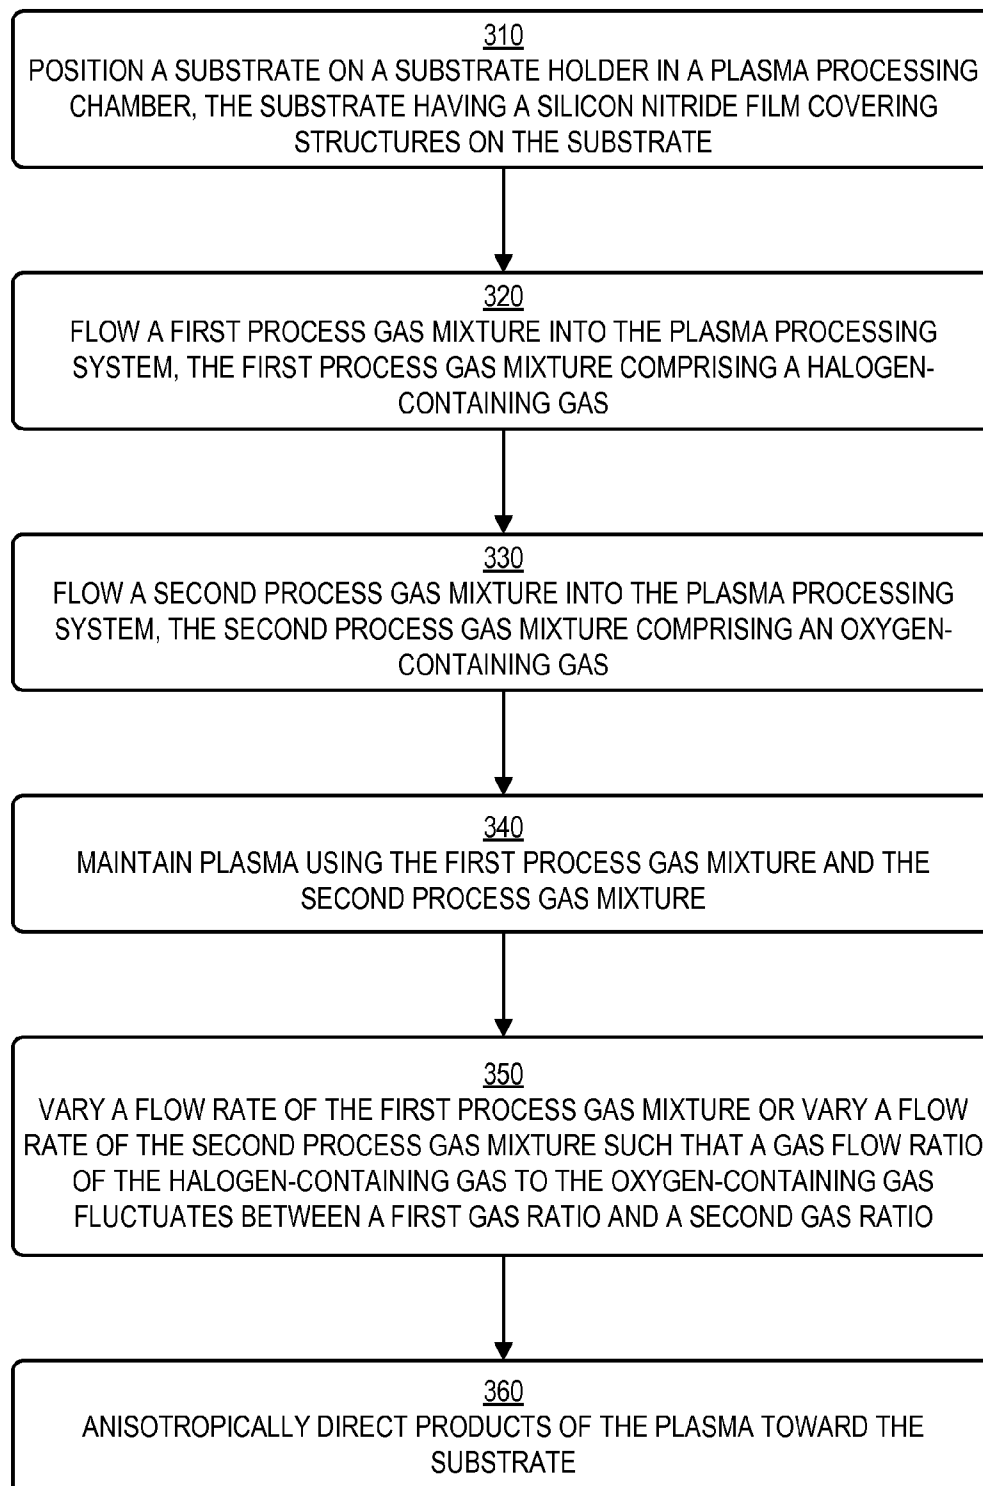 310
POSITION A SUBSTRATE ON A SUBSTRATE HOLDER IN A PLASMA PROCESSING
CHAMBER, THE SUBSTRATE HAVING A SILICON NITRIDE FILM COVERING
STRUCTURES ON THE SUBSTRATE
320
FLOW A FIRST PROCESS GAS MIXTURE INTO THE PLASMA PROCESSING
SYSTEM, THE FIRST PROCESS GAS MIXTURE COMPRISING A HALOGEN-
CONTAINING GAS
330
FLOW A SECOND PROCESS GAS MIXTURE INTO THE PLASMA PROCESSING
SYSTEM, THE SECOND PROCESS GAS MIXTURE COMPRISING AN OXYGEN-
CONTAINING GAS
340
MAINTAIN PLASMA USING THE FIRST PROCESS GAS MIXTURE AND THE
SECOND PROCESS GAS MIXTURE
350
VARY A FLOW RATE OF THE FIRST PROCESS GAS MIXTURE OR VARY A FLOW
RATE OF THE SECOND PROCESS GAS MIXTURE SUCH THAT A GAS FLOW RATIO
OF THE HALOGEN-CONTAINING GAS TO THE OXYGEN-CONTAINING GAS
FLUCTUATES BETWEEN A FIRST GAS RATIO AND A SECOND GAS RATIO
360
ANISOTROPICALLY DIRECT PRODUCTS OF THE PLASMA TOWARD THE
SUBSTRATE